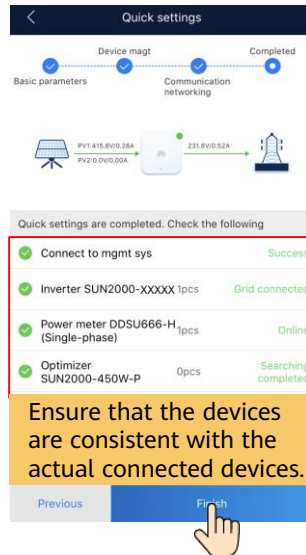 Quick settings
Device magt
Completed
Basic parameters
Communication
networking
PV1:415.8V/0.28A
231.8V/0.52A
PV2:0.0V/0.00A
Quick settings are completed. Check the following
Connect to mgmt sys
Success
Inverter SUN2000-XXXXX 1pcs
Grid connected
Power meter DDSU666-H
(Single-phase)
1pcs
Online
Optimizer
SUN2000-450W-P
0pcs
Searching
completed
Ensure that the devices
are consistent with the
actual connected devices.
Previous
Finish